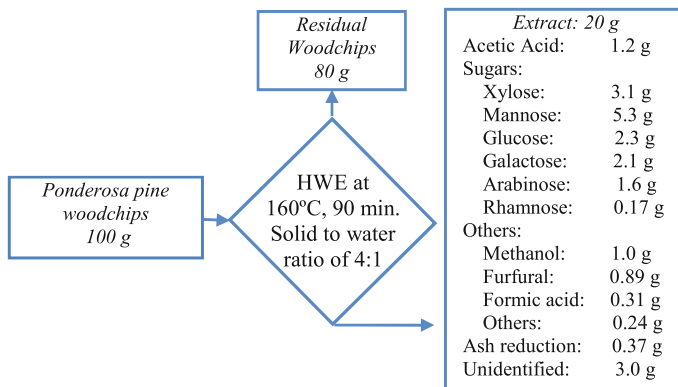 Ponderosa pine
woodchips
100 g
Residual
Woodchips
80 g
HWE at
160ºC, 90 min.
Solid to water
ratio of 4:1
Extract: 20 g
Acetic Acid: 1.2 g
Sugars:
Xylose: 3.1 g
Mannose: 5.3 g
Glucose: 2.3 g
Galactose: 2.1 g
Arabinose: 1.6 g
Rhamnose: 0.17 g
Others:
Methanol: 1.0 g
Furfural: 0.89 g
Formic acid: 0.31 g
Others: 0.24 g
Ash reduction: 0.37 g
Unidentified: 3.0 g